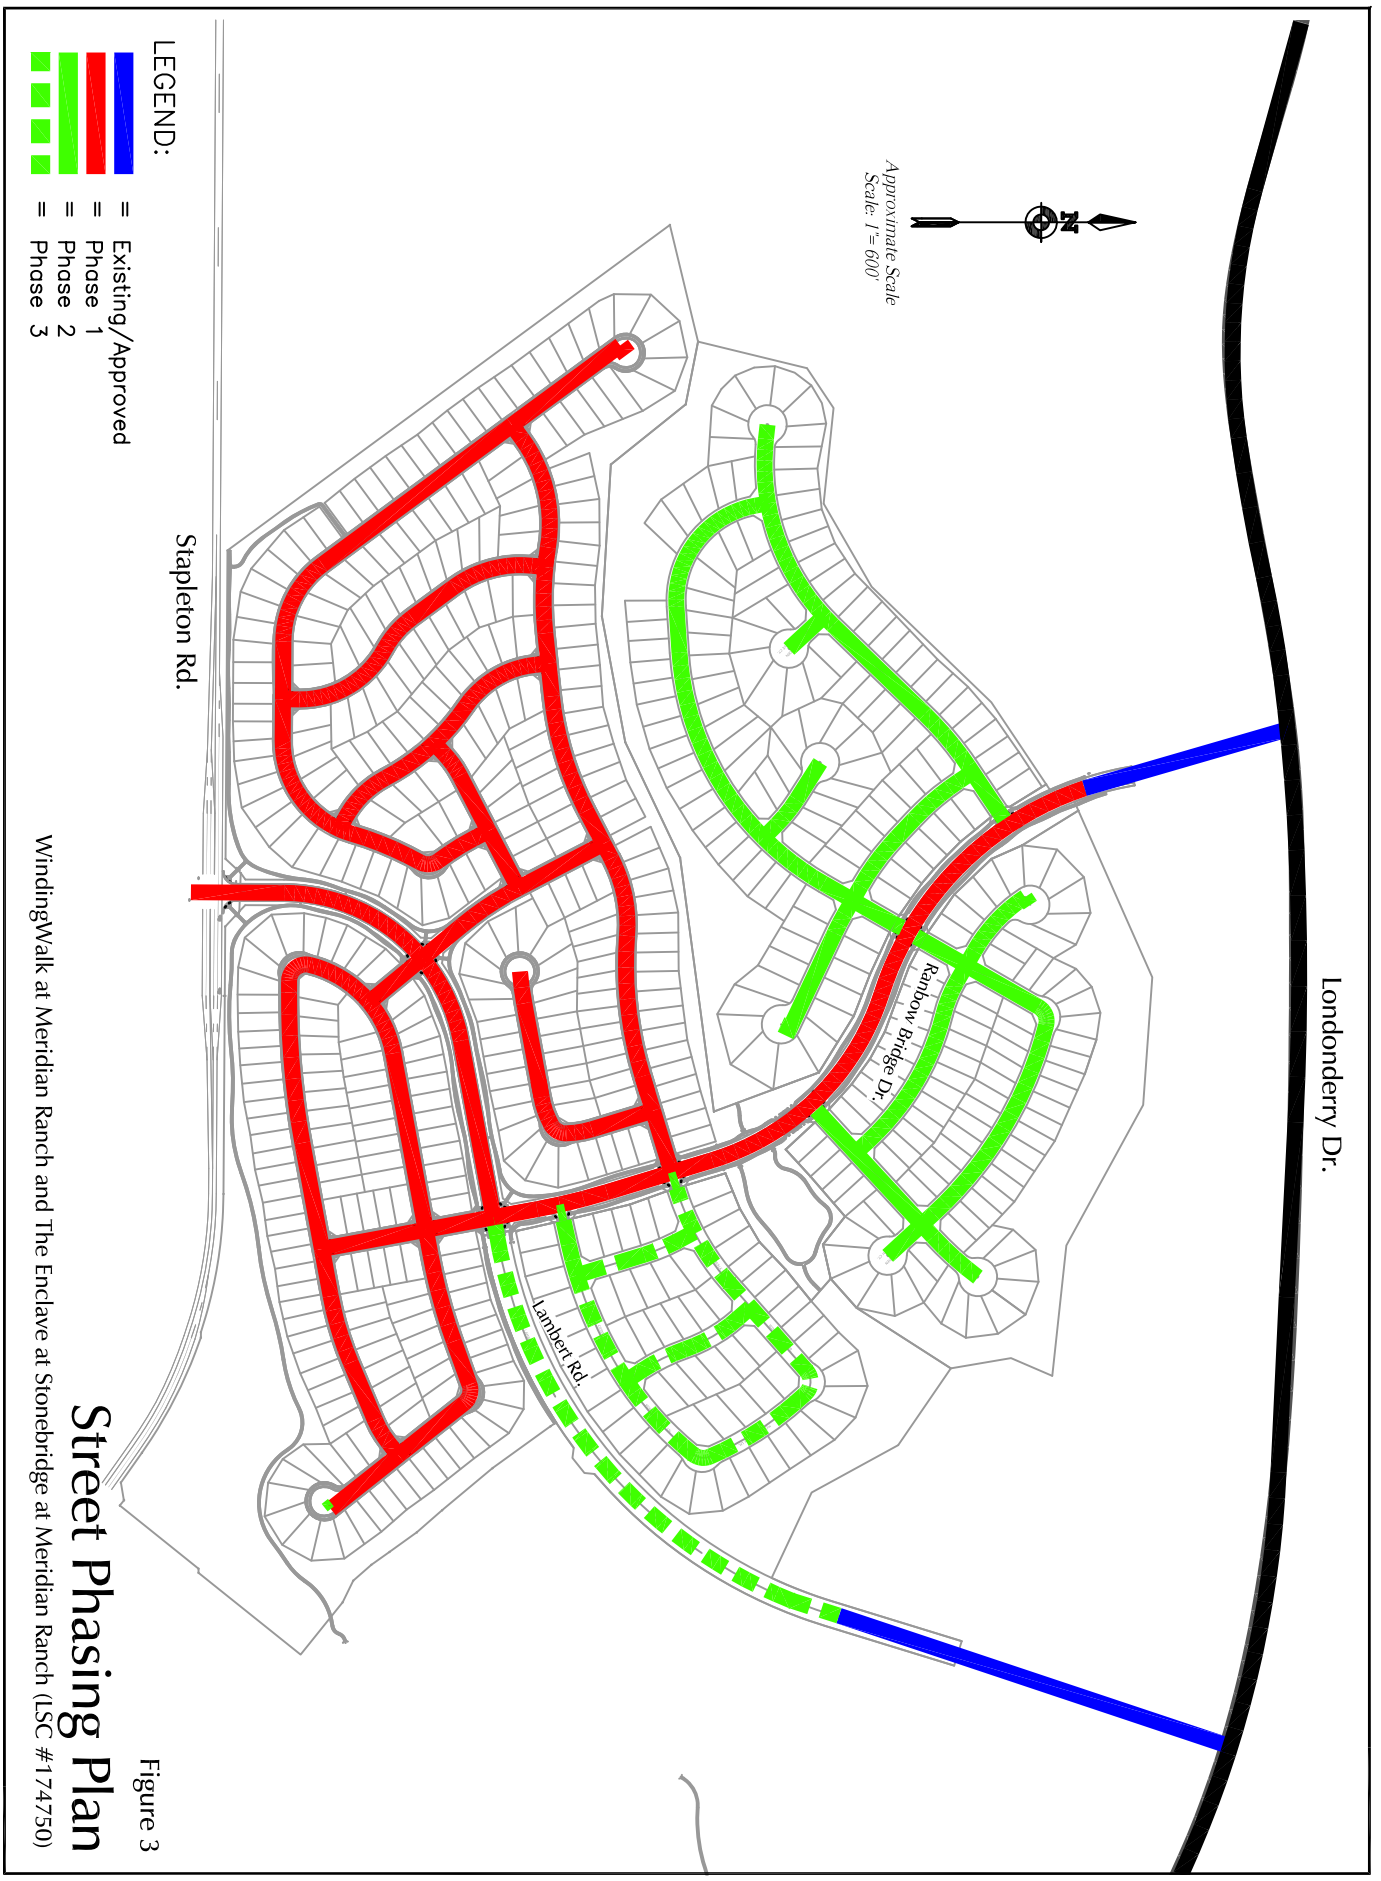 Londonderry Dr.
N
Approximate Scale
Scale: 1"= 600'
Ranbow Bridge Dr.
Lambert Rd.
Stapleton Rd.
LEGEND:
= Existing/Approved
= Phase 1
= Phase 2
= Phase 3
Figure 3
Street Phasing Plan
WindingWalk at Meridian Ranch and The Enclave at Stonebridge at Meridian Ranch (LSC #174750)